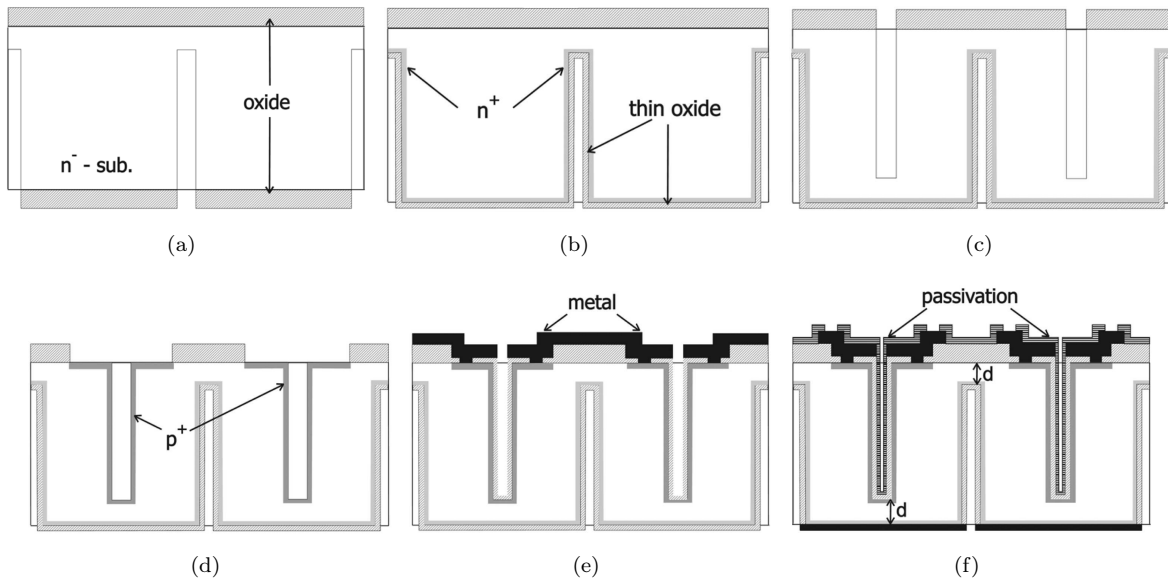 oxide
n⁻ - sub.
(a)
n⁺
thin oxide
(b)
(c)
p⁺
(d)
metal
(e)
passivation
d
d
(f)